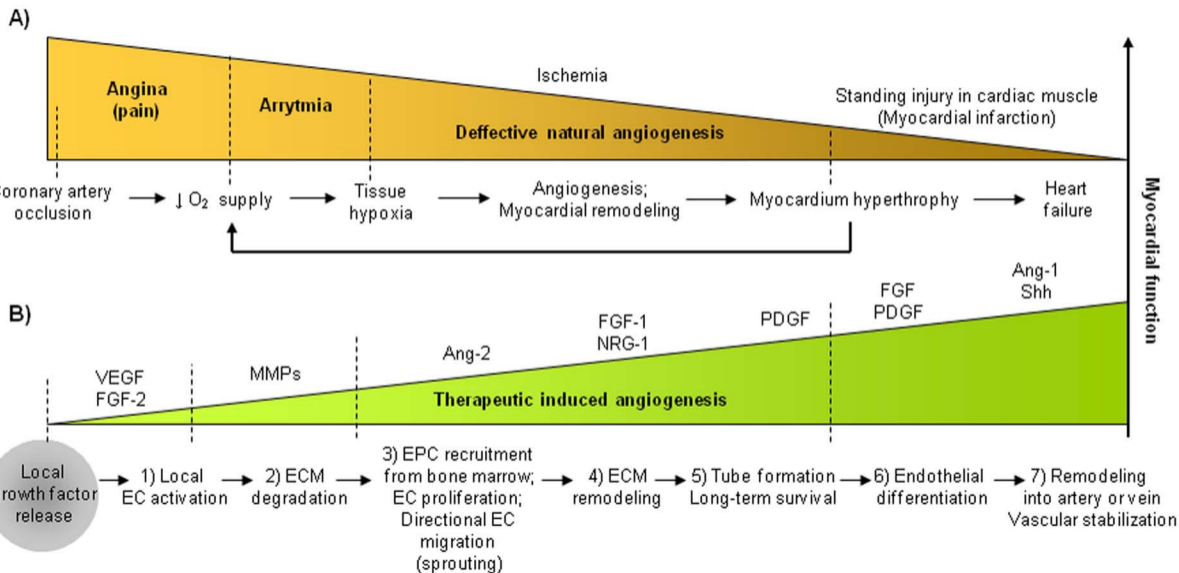 A)
Angina
(pain)
Arrytmia
Ischemia
Deffective natural angiogenesis
Standing injury in cardiac muscle
(Myocardial infarction)
oronary artery
occlusion
↓ O2 supply
Tissue
hypoxia
Angiogenesis;
Myocardial remodeling
Myocardium hyperthrophy
Heart
failure
Myocardial function
B)
VEGF
FGF-2
MMPs
Ang-2
FGF-1
NRG-1
PDGF
FGF
PDGF
Ang-1
Shh
Therapeutic induced angiogenesis
Local
rowth factor
release
1) Local
EC activation
2) ECM
degradation
3) EPC recruitment
from bone marrow;
EC proliferation;
Directional EC
migration
(sprouting)
4) ECM
remodeling
5) Tube formation
Long-term survival
6) Endothelial
differentiation
7) Remodeling
into artery or vein
Vascular stabilization